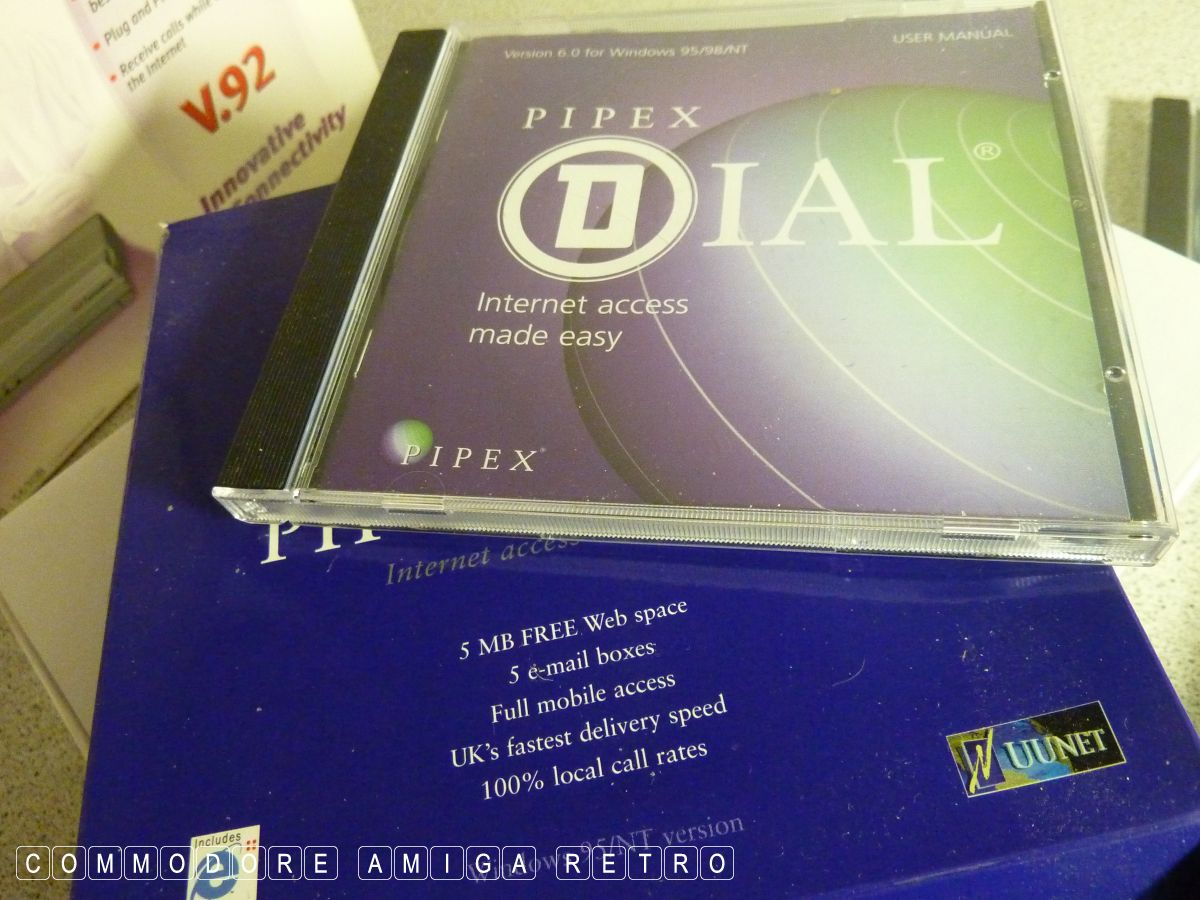 Plug and
Receive calls while
the Internet
V.92
Innovative
Connectivity
Version 6.0 for Windows 95/98/NT
USER MANUAL
PIPEX
DIAL®
Internet access
made easy
PIPEX®
Internet access
5 MB FREE Web space
5 e-mail boxes
Full mobile access
UK's fastest delivery speed
100% local call rates
UUNET
Windows 95/NT version
Includes
COMMODORE AMIGA RETRO